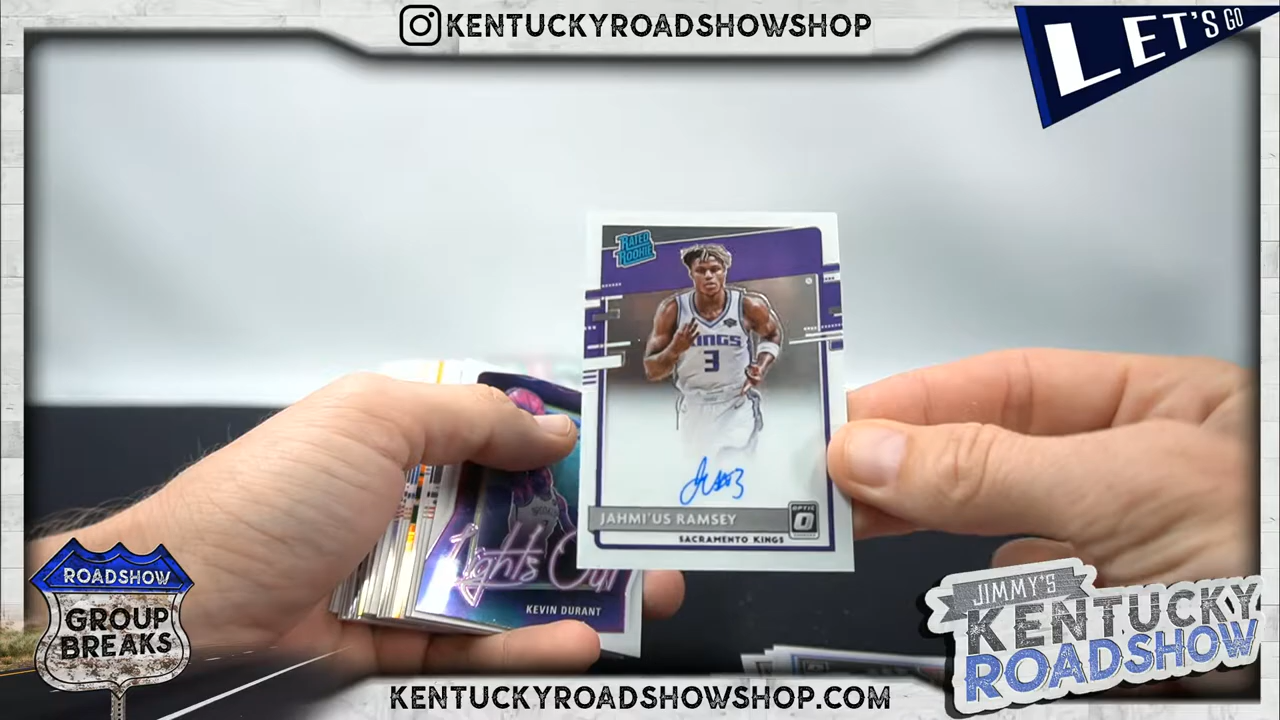 KENTUCKYROADSHOWSHOP
LET'S GO
RATED
ROOKIE
KINGS
3
JAHMI'US RAMSEY
OPTIC
SACRAMENTO KINGS
Lights Out
KEVIN DURANT
ROADSHOW
GROUP
BREAKS
JIMMY'S
KENTUCKY
ROADSHOW
KENTUCKYROADSHOWSHOP.COM